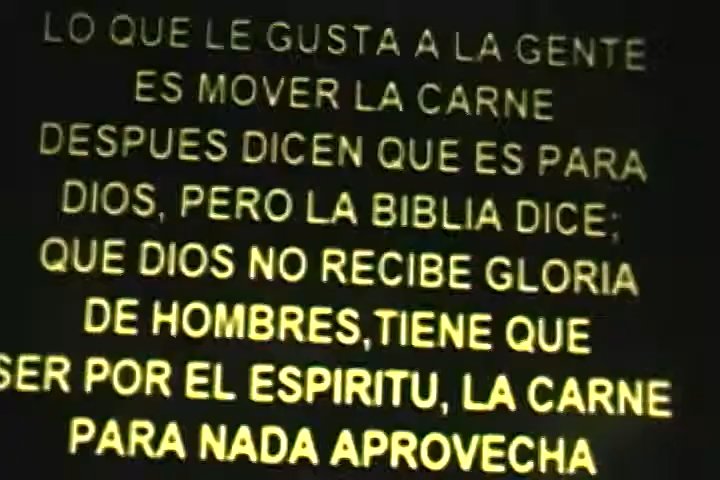 LO QUE LE GUSTA A LA GENTE
ES MOVER LA CARNE
DESPUES DICEN QUE ES PARA
DIOS, PERO LA BIBLIA DICE;
QUE DIOS NO RECIBE GLORIA
DE HOMBRES,TIENE QUE
SER POR EL ESPIRITU, LA CARNE
PARA NADA APROVECHA